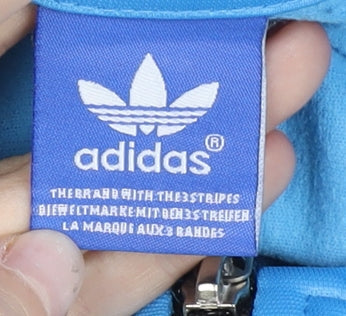 adidas®
THE BRAND WITH THE 3 STRIPES
DIE WELTMARKE MIT DEN 3 STREIFEN
LA MARQUE AUX 3 BANDES